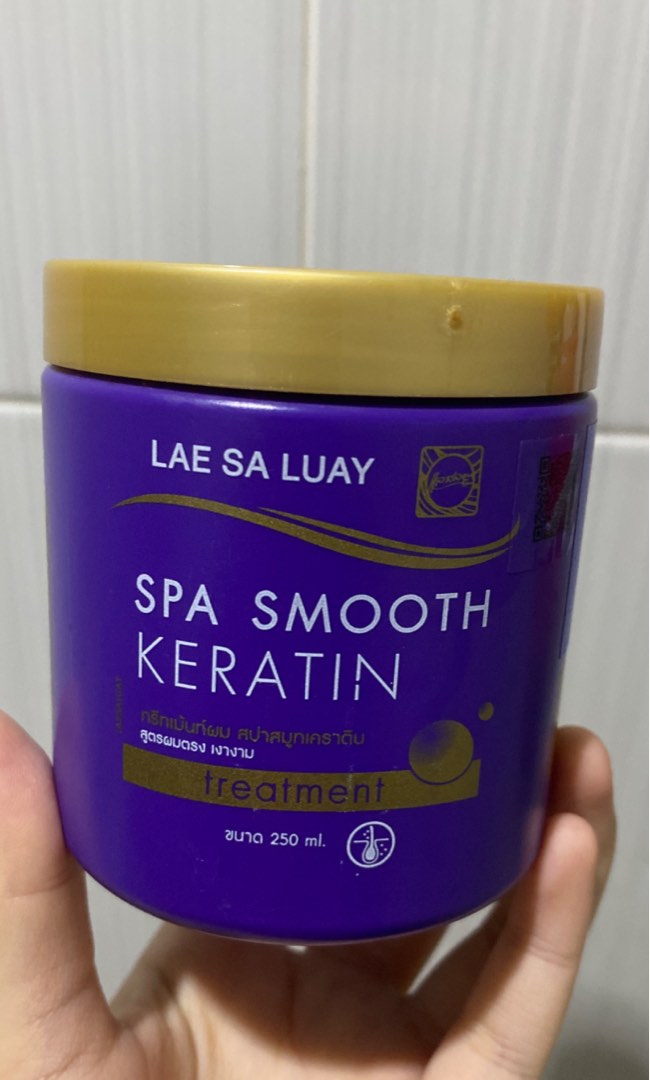 LAE SA LUAY
SPA SMOOTH
KERATIN
ทรีทเม้นท์ผม สปาสมูทเคราติน
สูตรผมตรง เงางาม
treatment
ขนาด 250 ml.